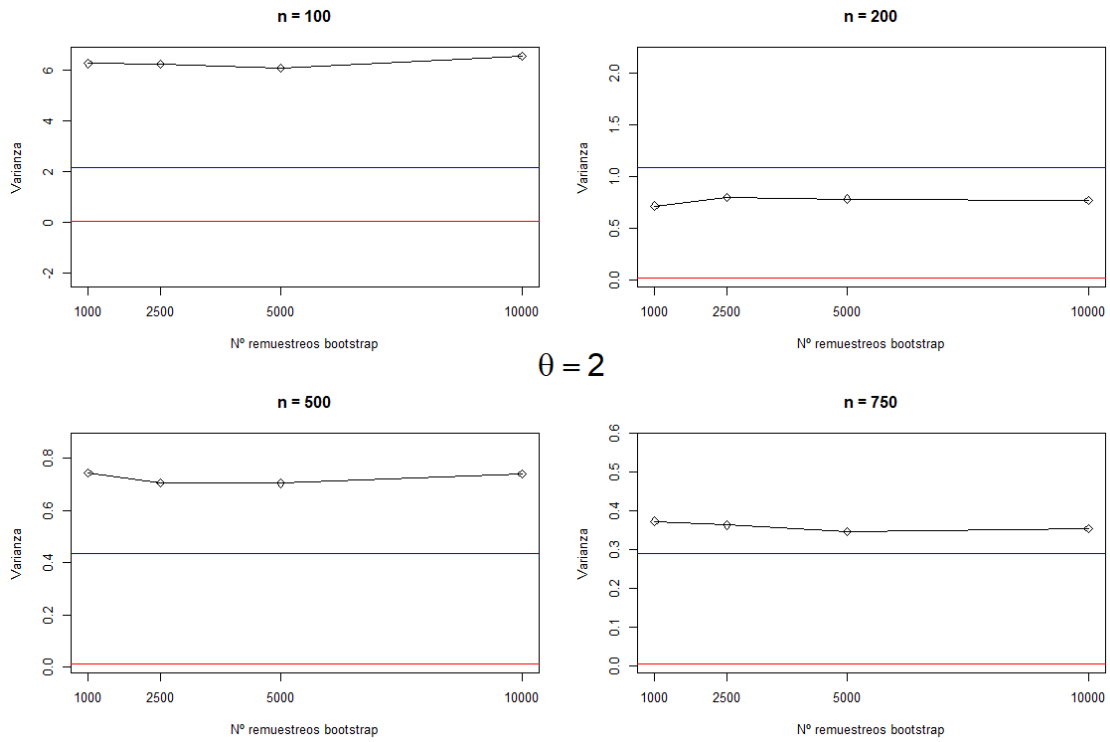 n = 100
6
4
2
0
-2
Varianza
1000 2500 5000 10000
Nº remuestreos bootstrap
n = 200
2.0
1.5
1.0
0.5
0.0
Varianza
1000 2500 5000 10000
Nº remuestreos bootstrap
θ = 2
n = 500
0.8
0.6
0.4
0.2
0.0
Varianza
1000 2500 5000 10000
Nº remuestreos bootstrap
n = 750
0.6
0.5
0.4
0.3
0.2
0.1
0.0
Varianza
1000 2500 5000 10000
Nº remuestreos bootstrap